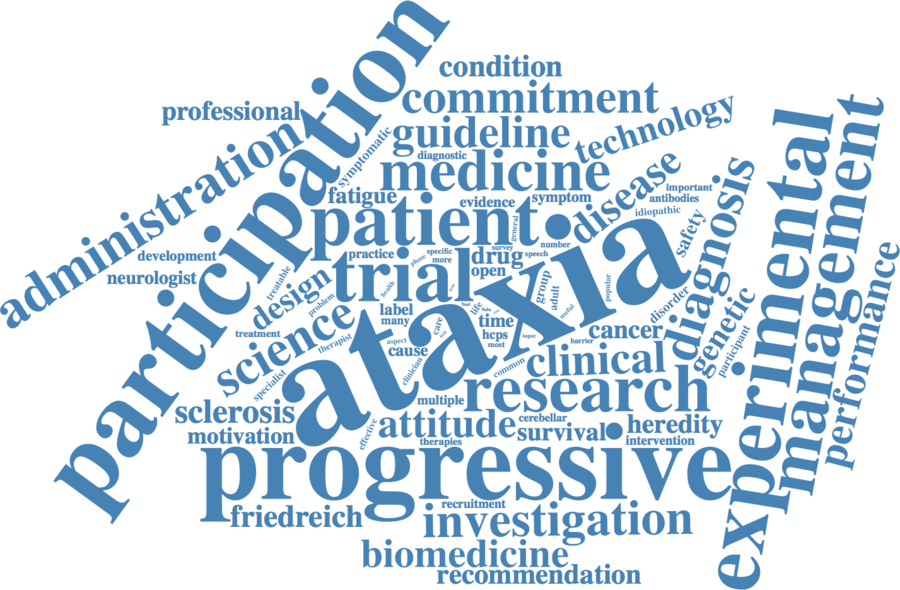 condition
commitment
professional
participation
guideline
technology
administration
symptomatic
diagnostic
medicine
disease
experimental
management
fatigue
evidence
symptom
important
antibodies
idiopathic
diagnosis
patient
general
safety
number
survey
development
practice
specific
more
phase
drug
speech
neurologist
treatable
trial
open
ataxia
performance
design
health
group
adult
popular
problem
label
many
life
data
time
useful
disorder
genetic
science
treatment
therapist
aspect
care
hcps
most
barrier
cancer
participant
cause
clinician
common
clinical
specialist
research
multiple
sclerosis
attitude
cerebellar
survival
heredity
motivation
effective
therapies
intervention
progressive
recruitment
friedreich
investigation
biomedicine
recommendation